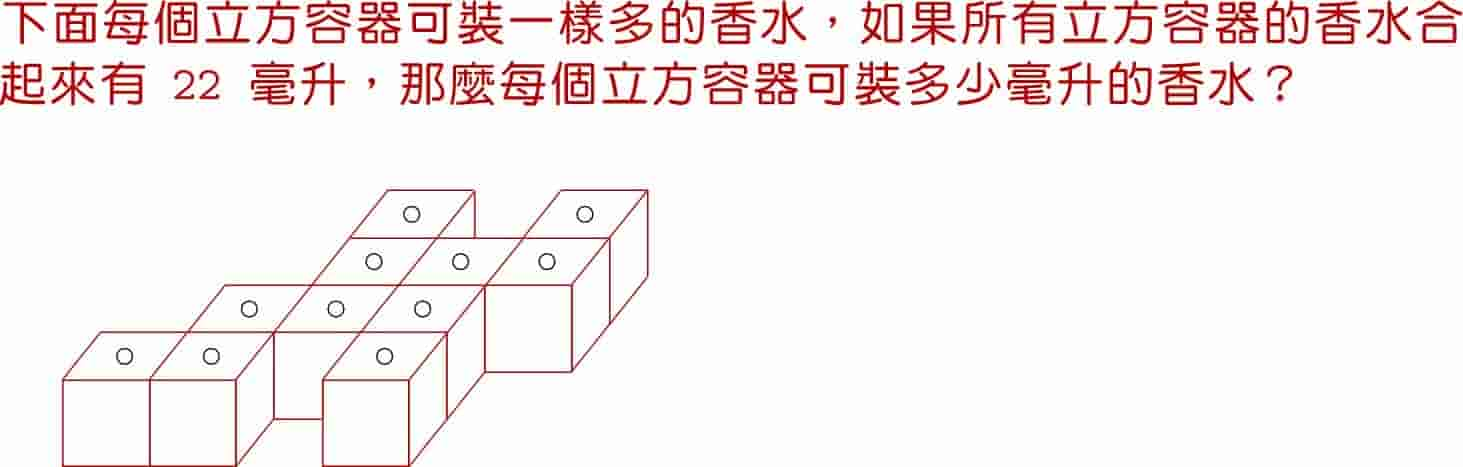 下面每個立方容器可裝一樣多的香水，如果所有立方容器的香水合
起來有 22 毫升，那麼每個立方容器可裝多少毫升的香水？